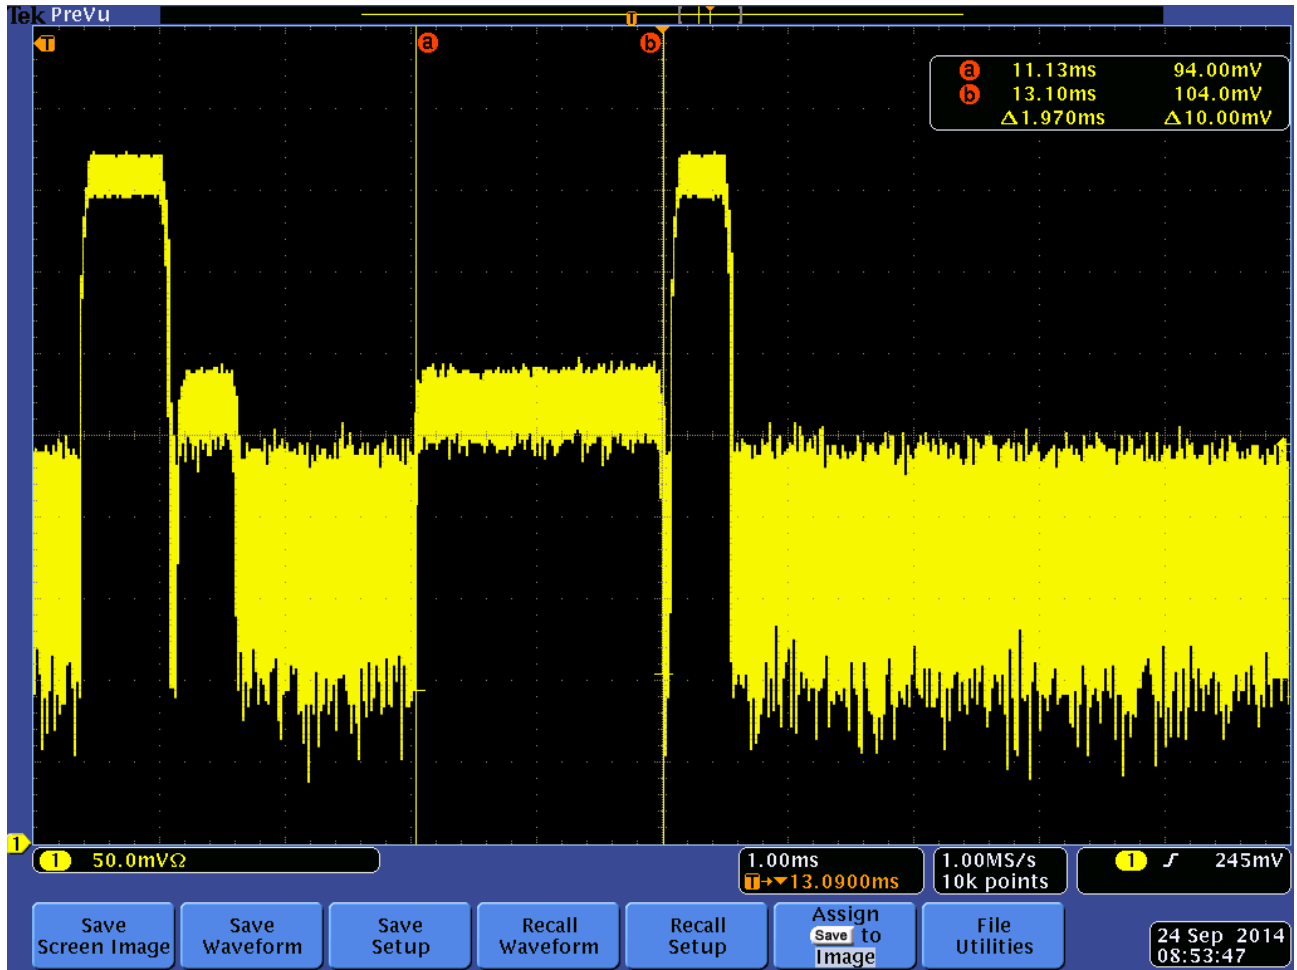 Tek PreVu
T
T
a
b
a 11.13ms 94.00mV
b 13.10ms 104.0mV
Δ1.970ms Δ10.00mV
1
1 50.0mVΩ
1.00ms
T→▼13.0900ms
1.00MS/s
10k points
1 ʃ 245mV
Save
Screen Image
Save
Waveform
Save
Setup
Recall
Waveform
Recall
Setup
Assign
Save to
Image
File
Utilities
24 Sep 2014
08:53:47